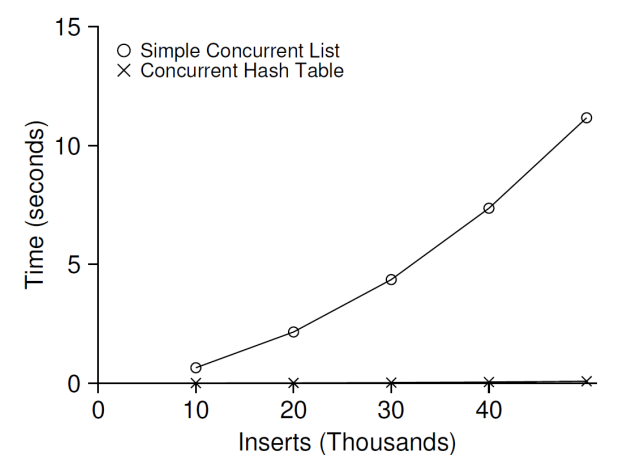 15
Simple Concurrent List
Concurrent Hash Table
10
5
0
Time (seconds)
0 10 20 30 40
Inserts (Thousands)